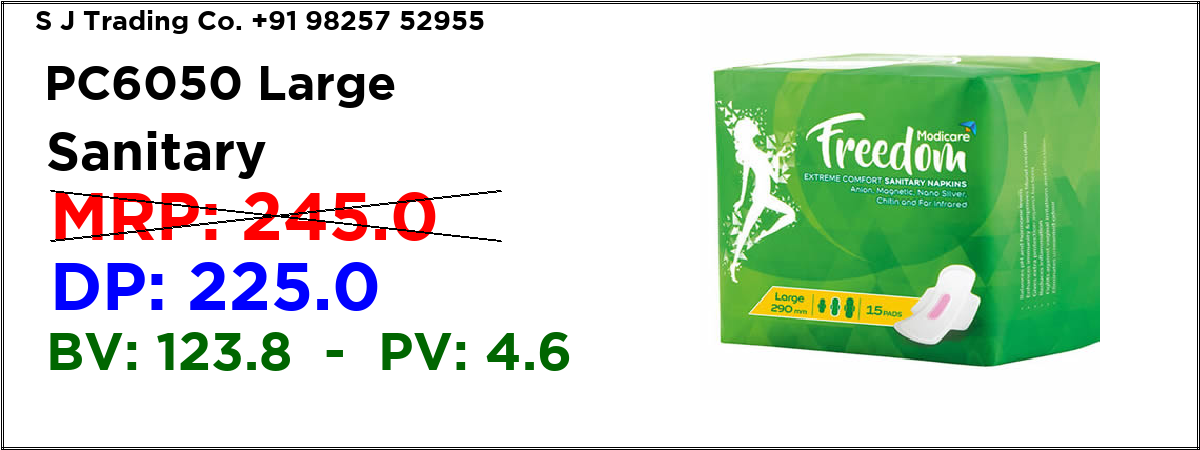 S J Trading Co. +91 98257 52955
PC6050 Large
Sanitary
MRP: 245.0
DP: 225.0
BV: 123.8 - PV: 4.6
Modicare
Freedom
EXTREME COMFORT SANITARY NAPKINS
Anion, Magnetic, Nano Silver,
Chitin and Far Infrared
Large
290 mm
15 PADS